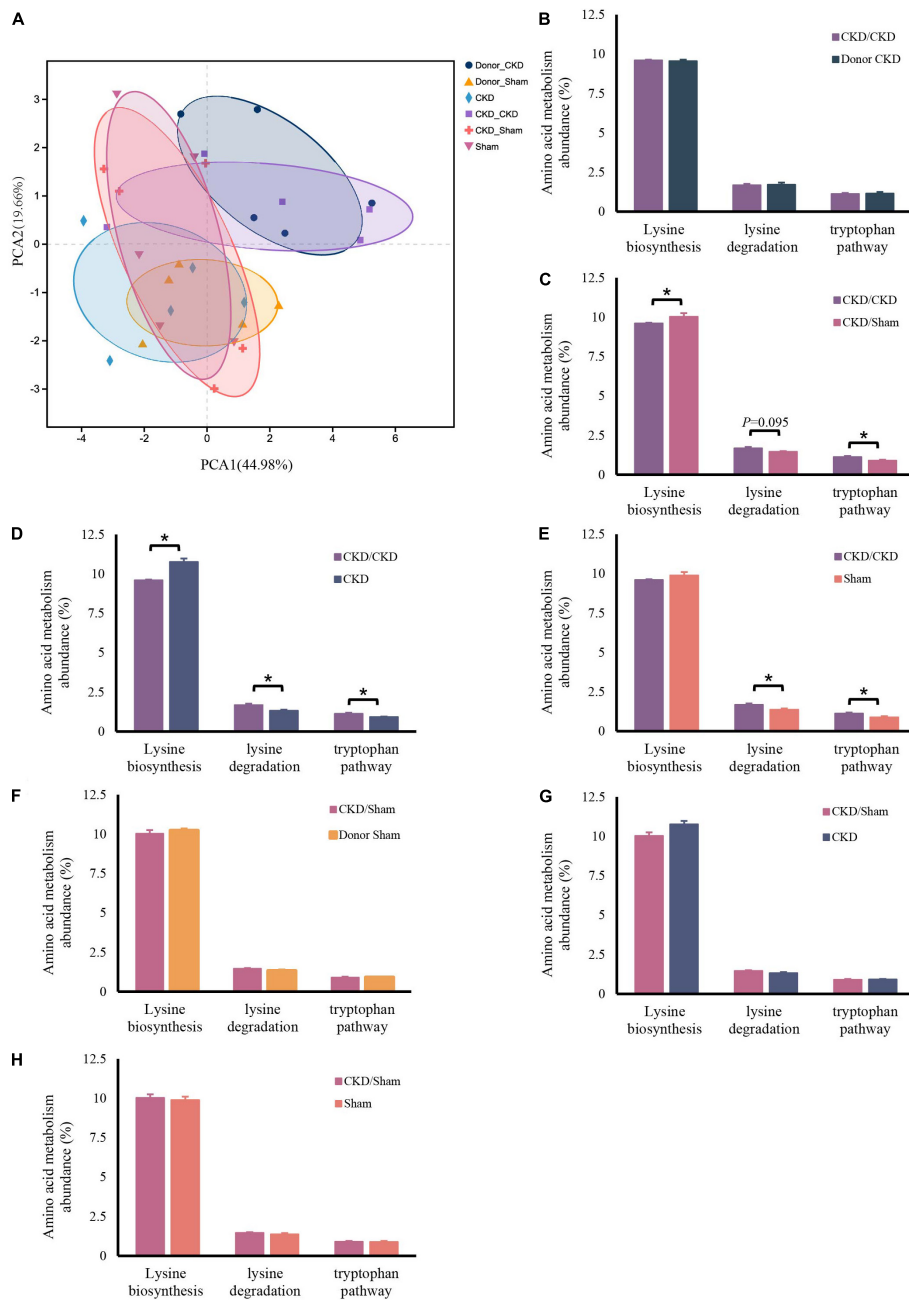 A
Donor_CKD
Donor_Sham
CKD
CKD_CKD
CKD_Sham
Sham
PCA2(19.66%)
3
2
1
0
-1
-2
-3
-4
-2
0
2
4
6
PCA1(44.98%)
B
Amino acid metabolism
abundance (%)
12.5
10
7.5
5
2.5
0
CKD/CKD
Donor CKD
Lysine
biosynthesis
lysine
degradation
tryptophan
pathway
C
Amino acid metabolism
abundance (%)
12.5
10
7.5
5
2.5
0
CKD/CKD
CKD/Sham
*
P=0.095
*
Lysine
biosynthesis
lysine
degradation
tryptophan
pathway
D
Amino acid metabolism
abundance (%)
12.5
10
7.5
5
2.5
0
CKD/CKD
CKD
*
*
*
Lysine
biosynthesis
lysine
degradation
tryptophan
pathway
E
Amino acid metabolism
abundance (%)
12.5
10
7.5
5
2.5
0
CKD/CKD
Sham
*
*
Lysine
biosynthesis
lysine
degradation
tryptophan
pathway
F
Amino acid metabolism
abundance (%)
12.5
10
7.5
5
2.5
0
CKD/Sham
Donor Sham
Lysine
biosynthesis
lysine
degradation
tryptophan
pathway
G
Amino acid metabolism
abundance (%)
12.5
10
7.5
5
2.5
0
CKD/Sham
CKD
Lysine
biosynthesis
lysine
degradation
tryptophan
pathway
H
Amino acid metabolism
abundance (%)
12.5
10
7.5
5
2.5
0
CKD/Sham
Sham
Lysine
biosynthesis
lysine
degradation
tryptophan
pathway